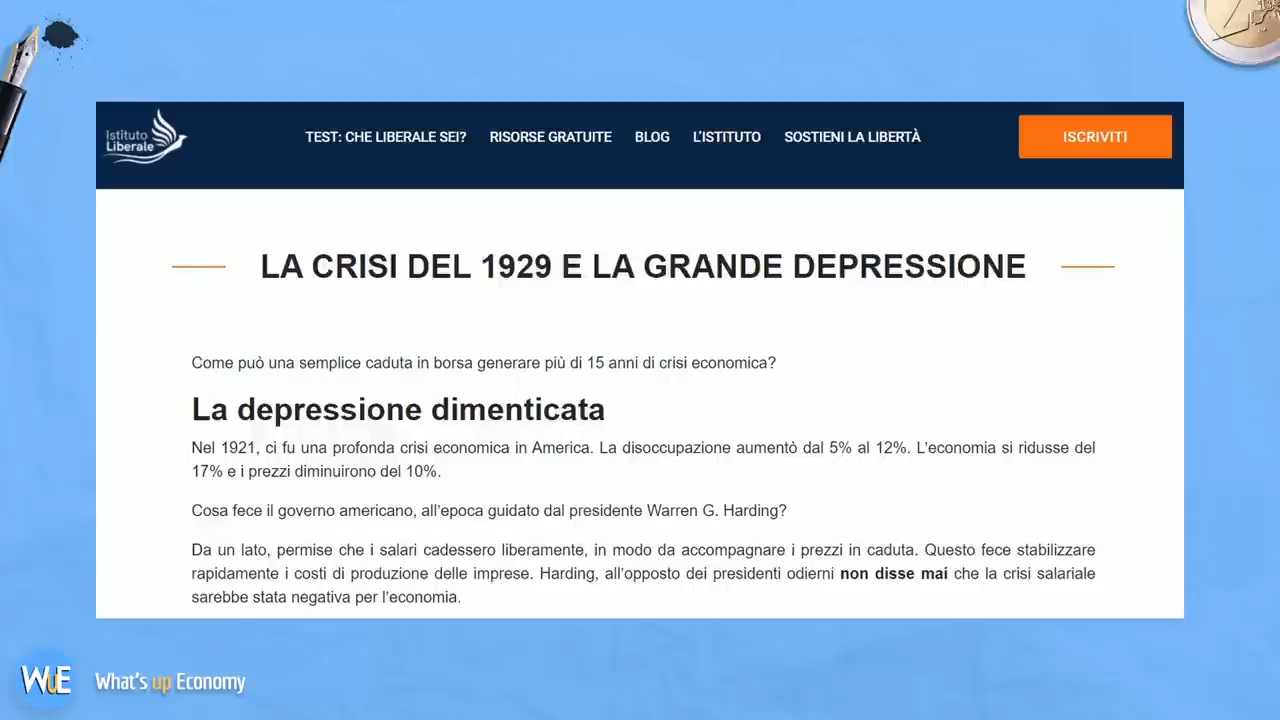 Istituto
Liberale
TEST: CHE LIBERALE SEI?
RISORSE GRATUITE
BLOG
L'ISTITUTO
SOSTIENI LA LIBERTÀ
ISCRIVITI
LA CRISI DEL 1929 E LA GRANDE DEPRESSIONE
Come può una semplice caduta in borsa generare più di 15 anni di crisi economica?
La depressione dimenticata
Nel 1921, ci fu una profonda crisi economica in America. La disoccupazione aumentò dal 5% al 12%. L'economia si ridusse del
17% e i prezzi diminuirono del 10%.
Cosa fece il governo americano, all'epoca guidato dal presidente Warren G. Harding?
Da un lato, permise che i salari cadessero liberamente, in modo da accompagnare i prezzi in caduta. Questo fece stabilizzare
rapidamente i costi di produzione delle imprese. Harding, all'opposto dei presidenti odierni non disse mai che la crisi salariale
sarebbe stata negativa per l'economia.
WuE What's up Economy